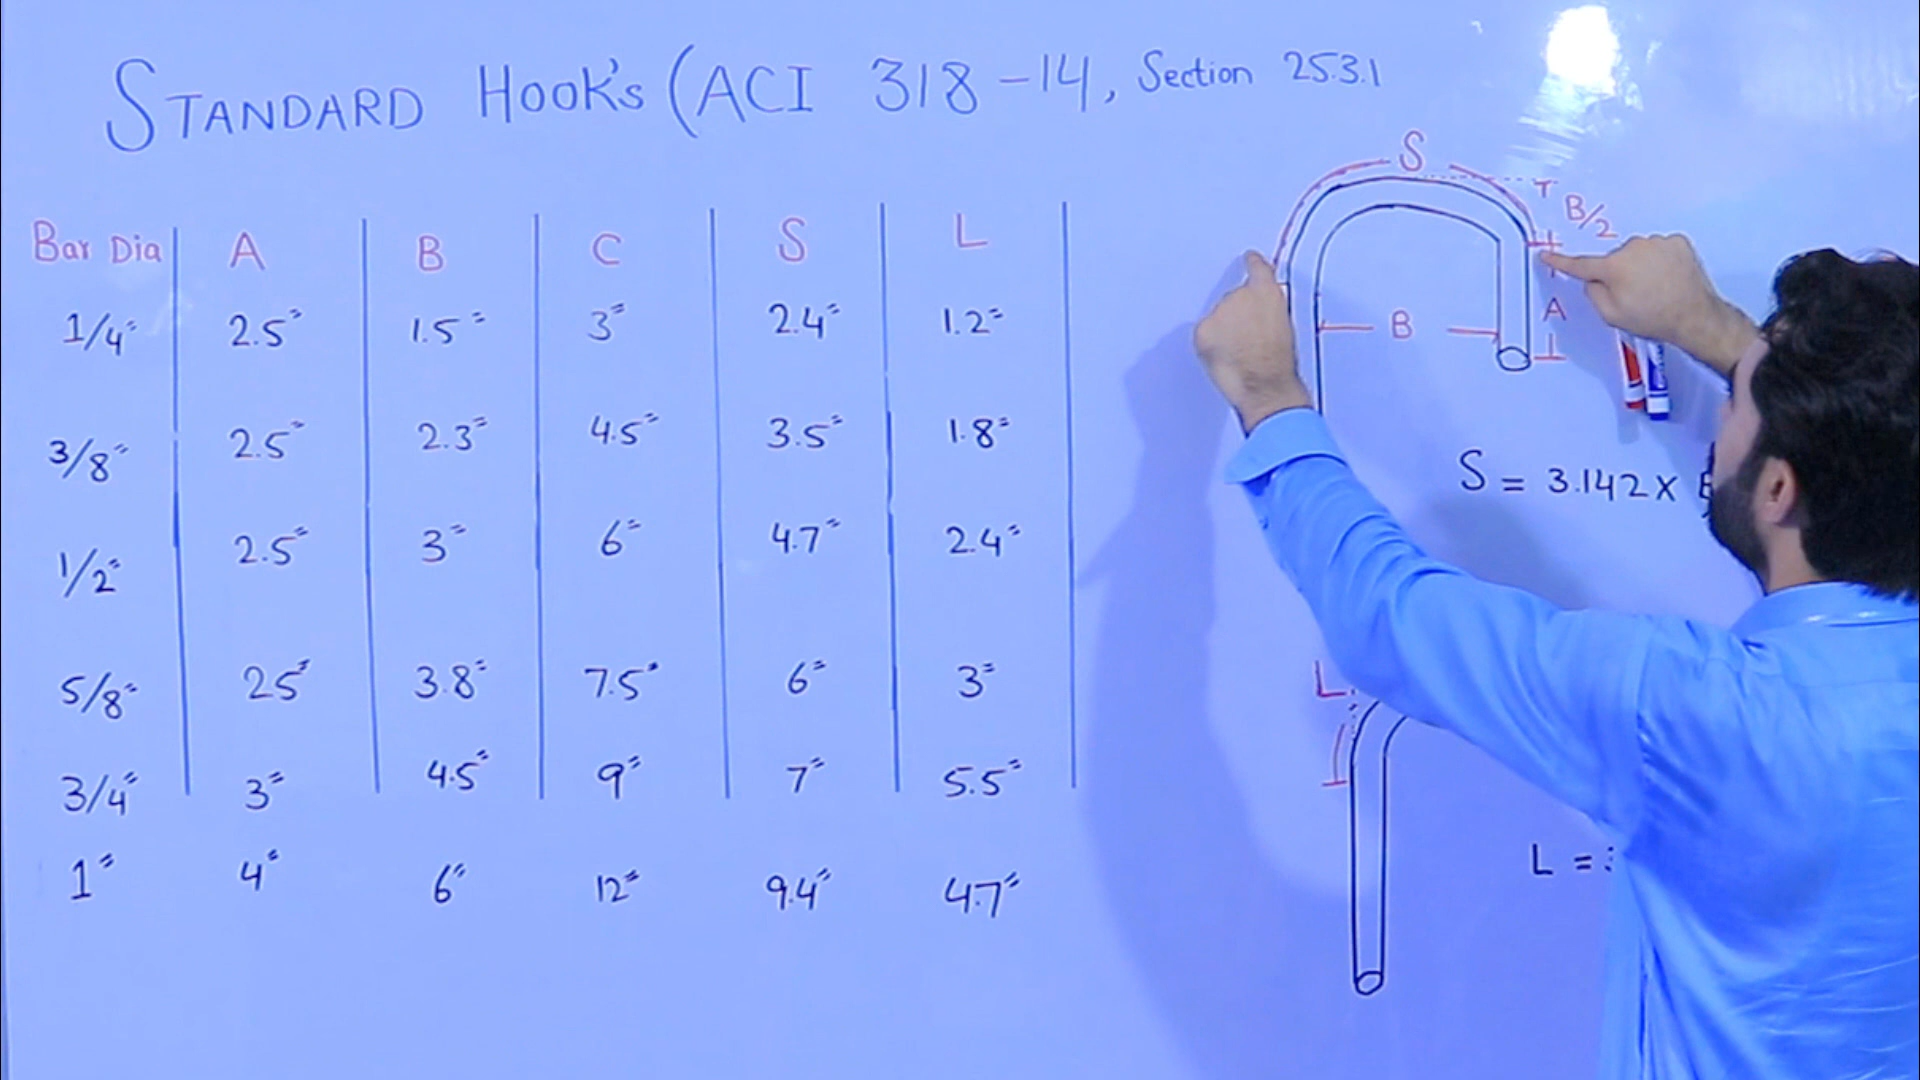 STANDARD Hook's (ACI 318-14, Section 25.3.1
Bar Dia A B C S L
1/4" 2.5" 1.5" 3" 2.4" 1.2"
3/8" 2.5" 2.3" 4.5" 3.5" 1.8"
1/2" 2.5" 3" 6" 4.7" 2.4"
5/8" 25" 3.8" 7.5" 6" 3"
3/4" 3" 4.5" 9" 7" 5.5"
1" 4" 6" 12" 9.4" 4.7"
S
B/2
A
B
S = 3.142 x
L
L =